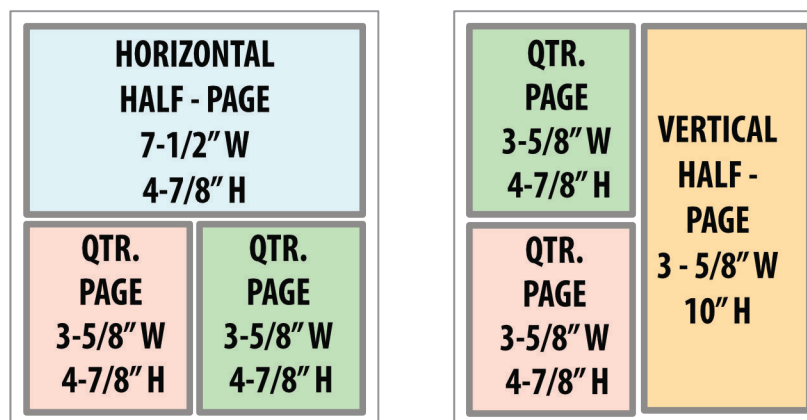 HORIZONTAL
HALF - PAGE
7-1/2” W
4-7/8” H
QTR.
PAGE
3-5/8” W
4-7/8” H
QTR.
PAGE
3-5/8” W
4-7/8” H
QTR.
PAGE
3-5/8” W
4-7/8” H
QTR.
PAGE
3-5/8” W
4-7/8” H
VERTICAL
HALF -
PAGE
3 - 5/8” W
10” H